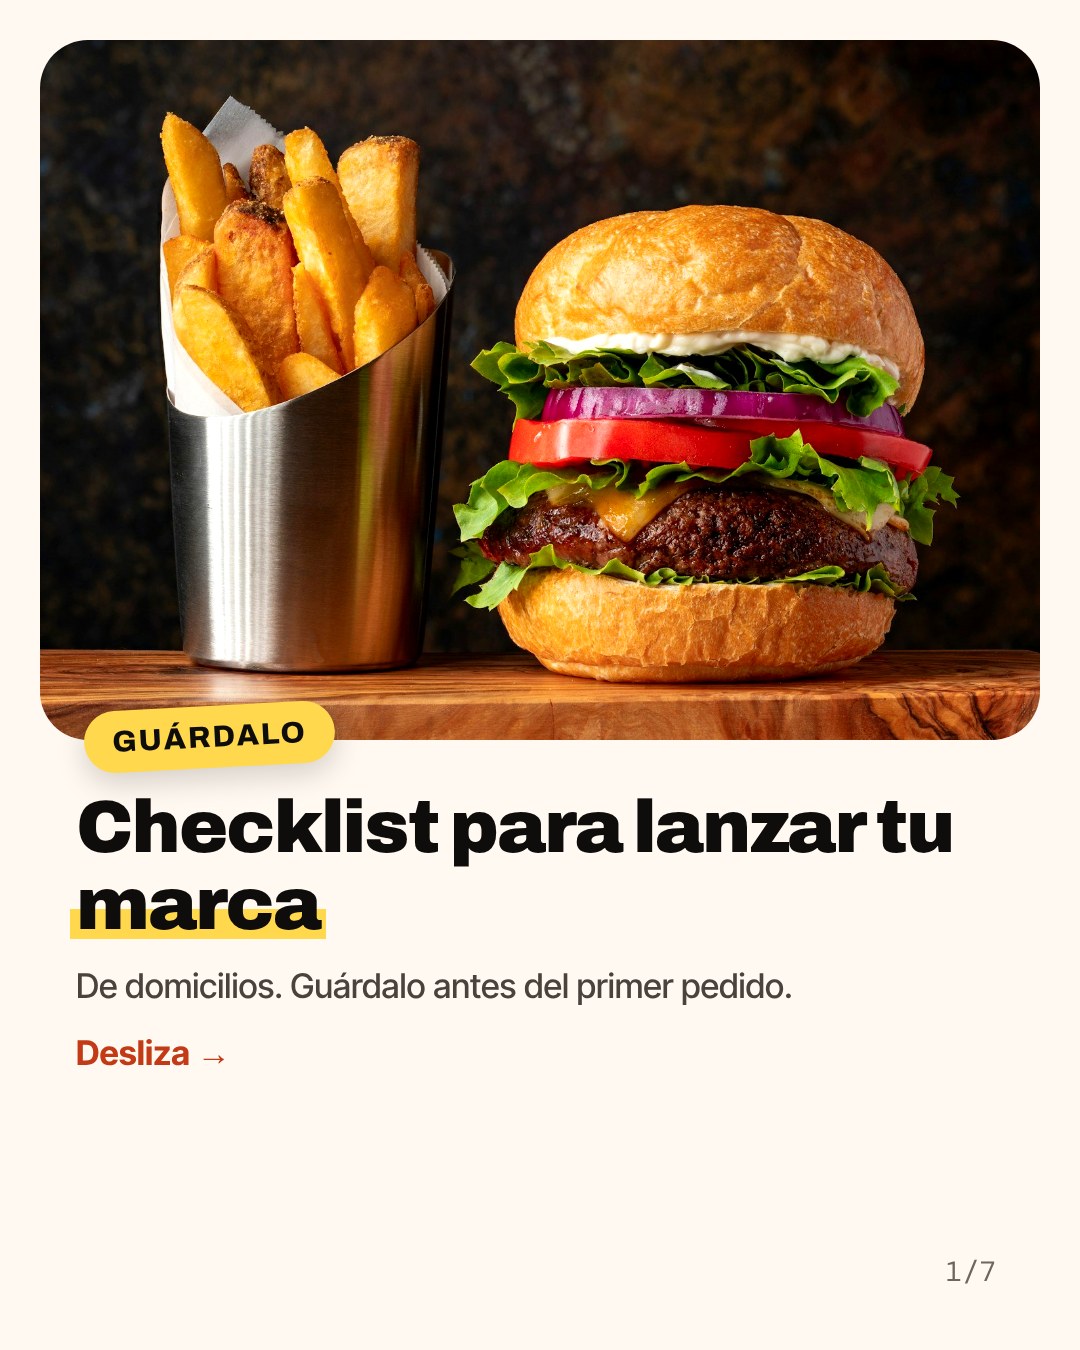 GUÁRDALO
Checklist para lanzar tu
marca
De domicilios. Guárdalo antes del primer pedido.
Desliza →
1/7